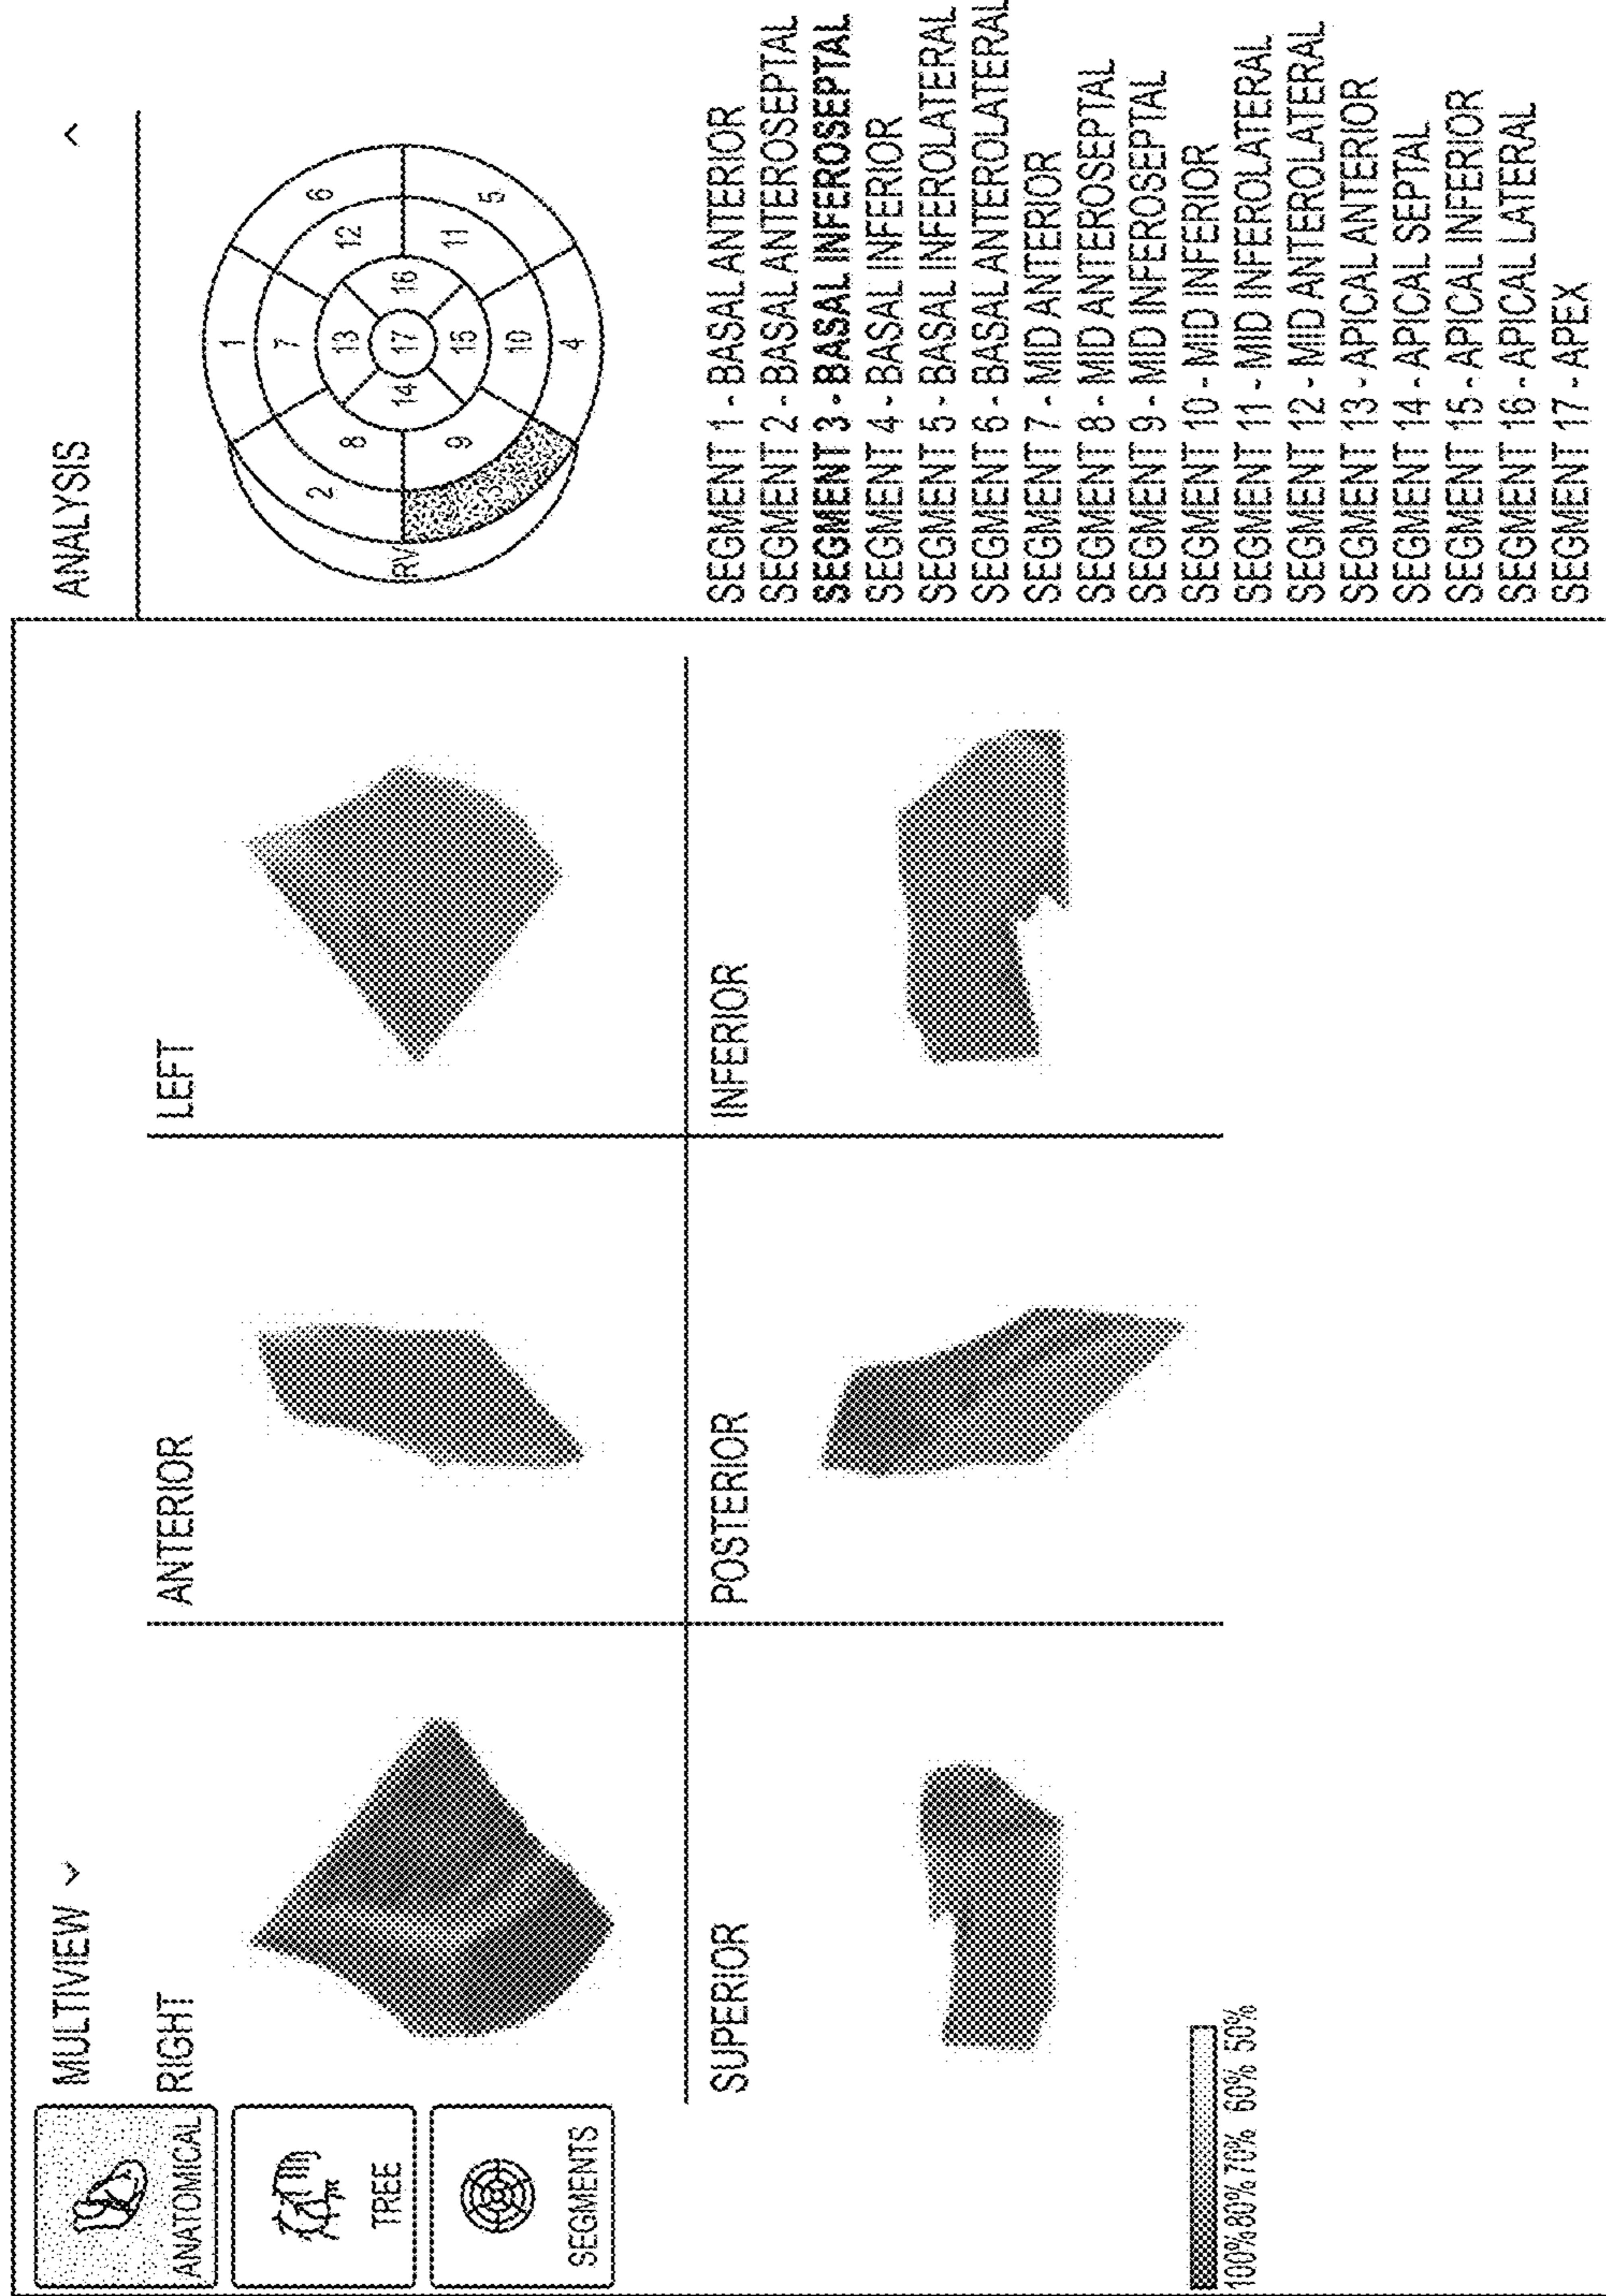 ANATOMICAL
TREE
SEGMENTS
MULTIVIEW
RIGHT
ANTERIOR
LEFT
SUPERIOR
POSTERIOR
INFERIOR
100% 80% 70% 60% 50%
ANALYSIS
1
6
2
7
12
8
13
RV
14
17
16
3
9
15
11
5
10
4
SEGMENT 1 - BASAL ANTERIOR
SEGMENT 2 - BASAL ANTEROSEPTAL
SEGMENT 3 - BASAL INFEROSEPTAL
SEGMENT 4 - BASAL INFERIOR
SEGMENT 5 - BASAL INFEROLATERAL
SEGMENT 6 - BASAL ANTEROLATERAL
SEGMENT 7 - MID ANTERIOR
SEGMENT 8 - MID ANTEROSEPTAL
SEGMENT 9 - MID INFEROSEPTAL
SEGMENT 10 - MID INFERIOR
SEGMENT 11 - MID INFEROLATERAL
SEGMENT 12 - MID ANTEROLATERAL
SEGMENT 13 - APICAL ANTERIOR
SEGMENT 14 - APICAL SEPTAL
SEGMENT 15 - APICAL INFERIOR
SEGMENT 16 - APICAL LATERAL
SEGMENT 17 - APEX